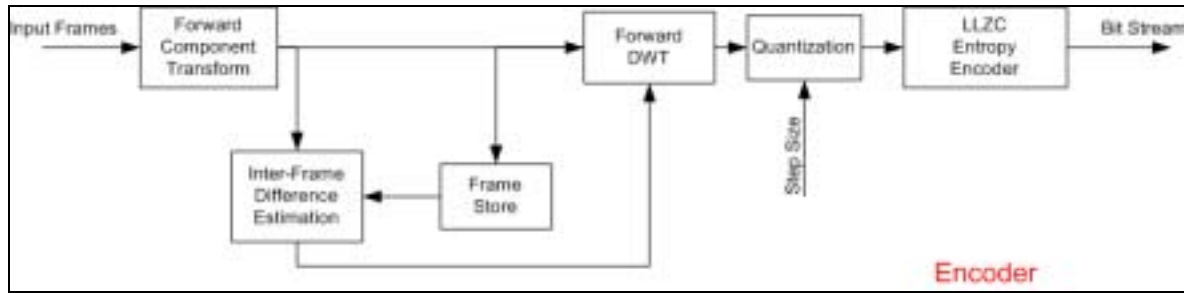 Input Frames
Forward
Component
Transform
Forward
DWT
Quantization
LLZC
Entropy
Encoder
Bit Stream
Step Size
Inter-Frame
Difference
Estimation
Frame
Store
Encoder